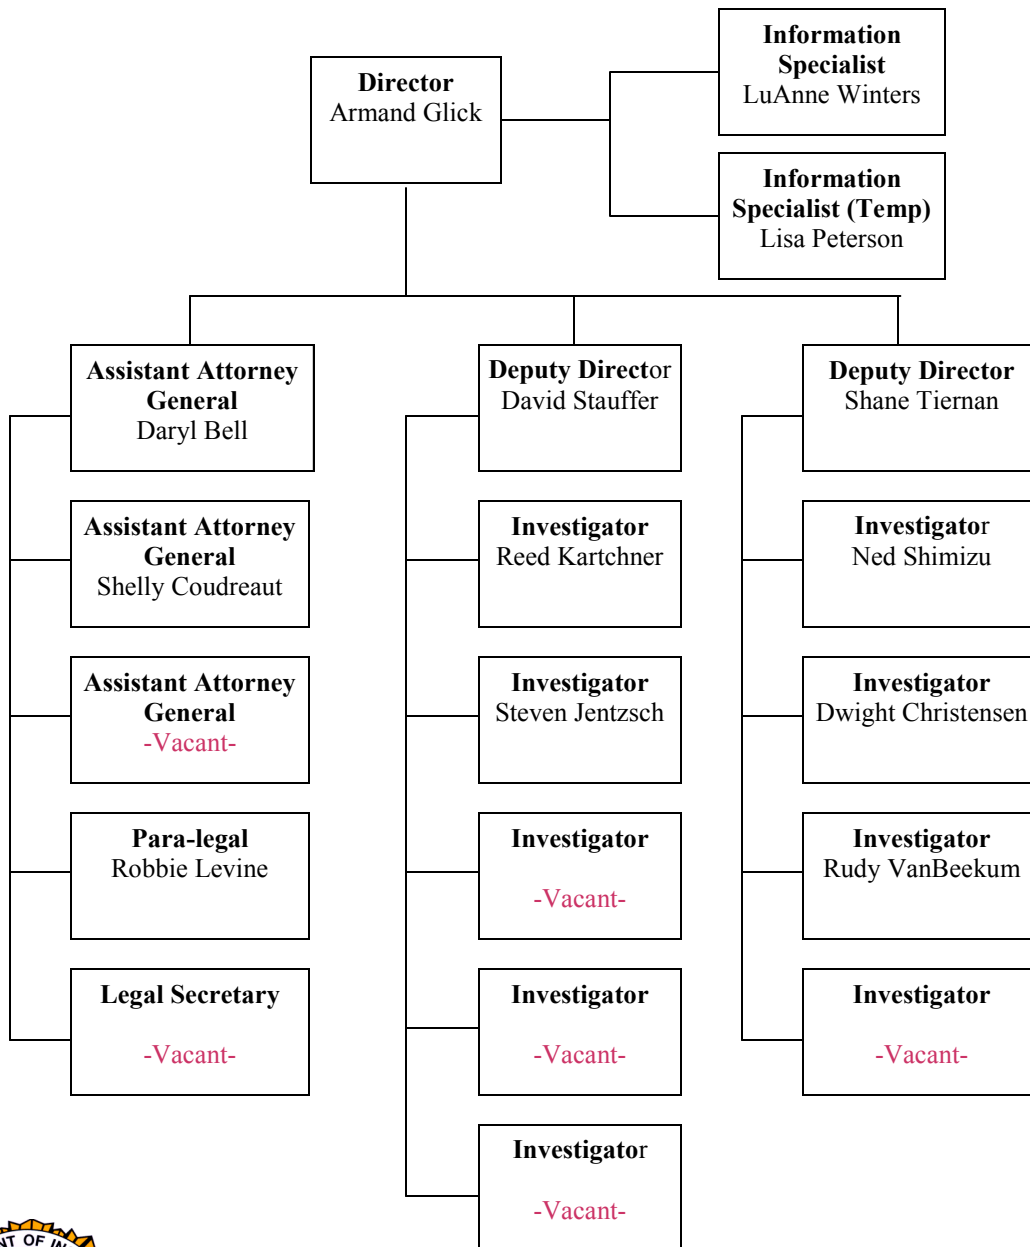 Director
Armand Glick
Information
Specialist
LuAnne Winters
Information
Specialist (Temp)
Lisa Peterson
Assistant Attorney
General
Daryl Bell
Assistant Attorney
General
Shelly Coudreaut
Assistant Attorney
General
-Vacant-
Para-legal
Robbie Levine
Legal Secretary
-Vacant-
Deputy Director
David Stauffer
Investigator
Reed Kartchner
Investigator
Steven Jentzsch
Investigator
-Vacant-
Investigator
-Vacant-
Investigator
-Vacant-
Deputy Director
Shane Tiernan
Investigator
Ned Shimizu
Investigator
Dwight Christensen
Investigator
Rudy VanBeekum
Investigator
-Vacant-
OF